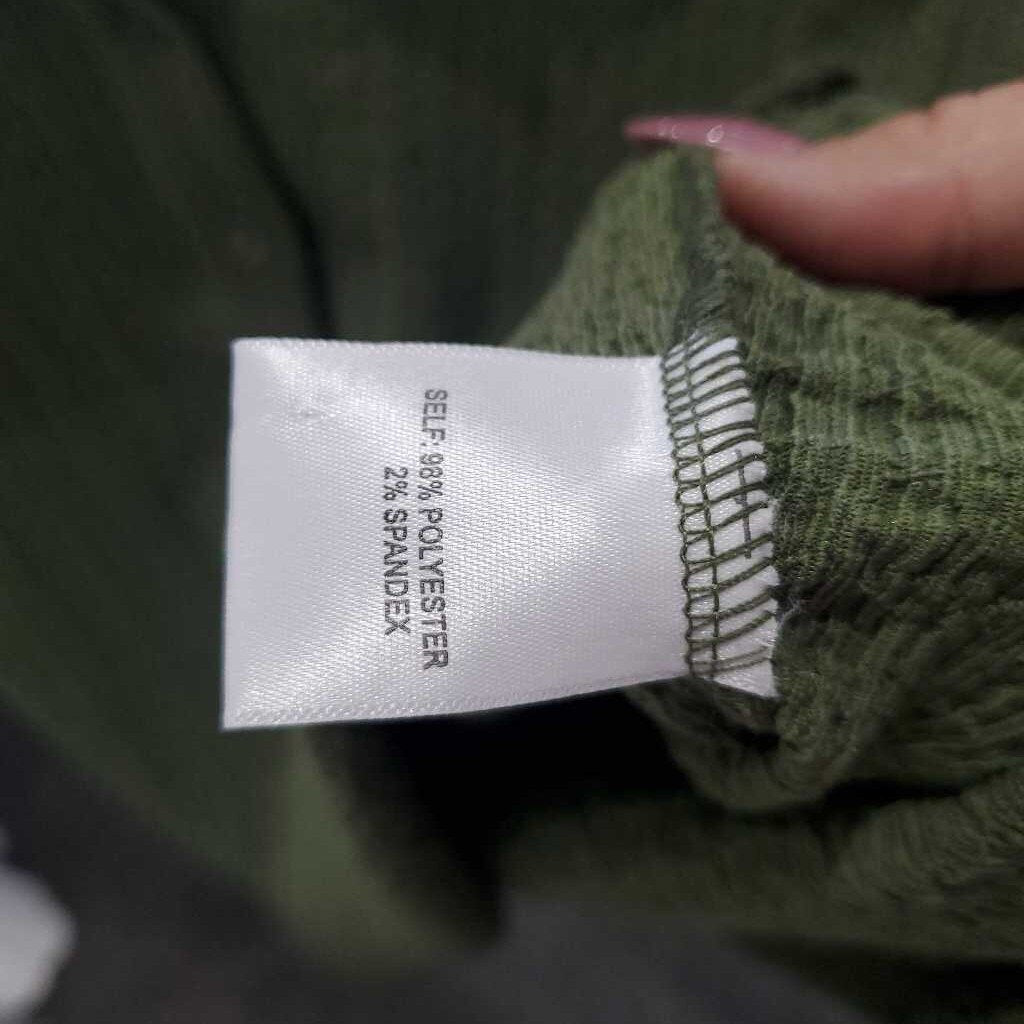 SELF: 98% POLYESTER
2% SPANDEX